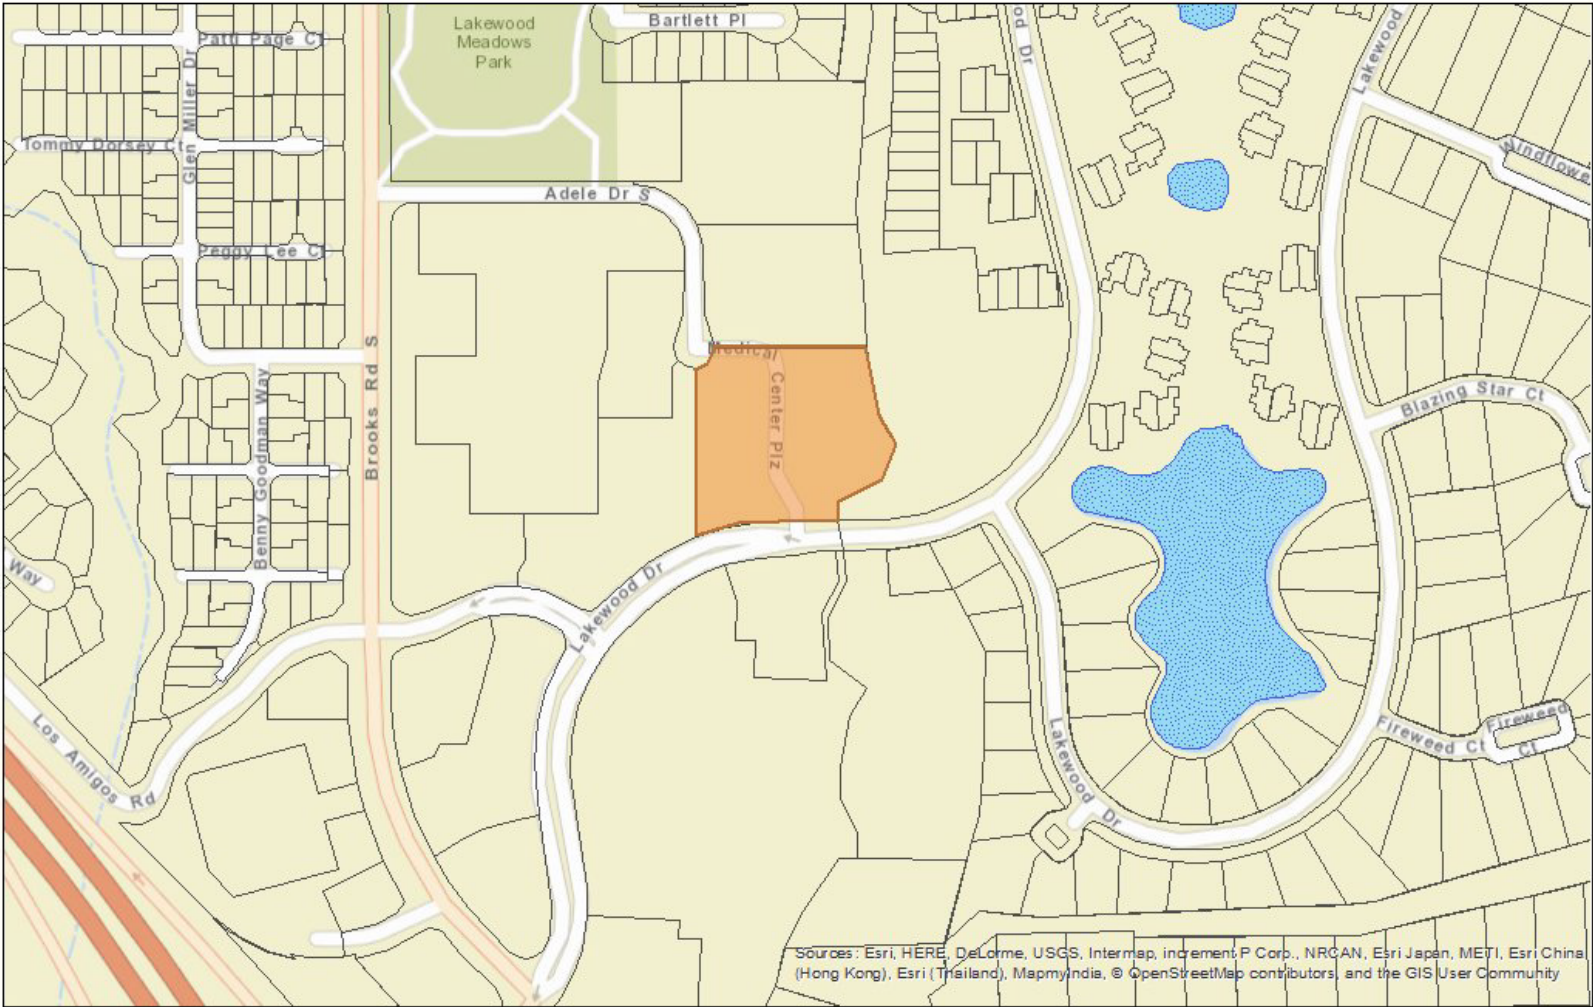 Lakewood
Meadows
Park
Bartlett Pl
Patti Page Ct
Glen Miller Dr
Tommy Dorsey Ct
Peggy Lee Ct
Adele Dr S
Brooks Rd S
Benny Goodman Way
Medical
Center Plz
od Dr
Lakewood
Windflowe
Blazing Star Ct
Way
Lakewood Dr
Lakewood Dr
Fireweed Ct
Fireweed
Ct
Los Amigos Rd
Sources: Esri, HERE, DeLorme, USGS, Intermap, increment P Corp., NRCAN, Esri Japan, METI, Esri China
(Hong Kong), Esri (Thailand), MapmyIndia, © OpenStreetMap contributors, and the GIS User Community